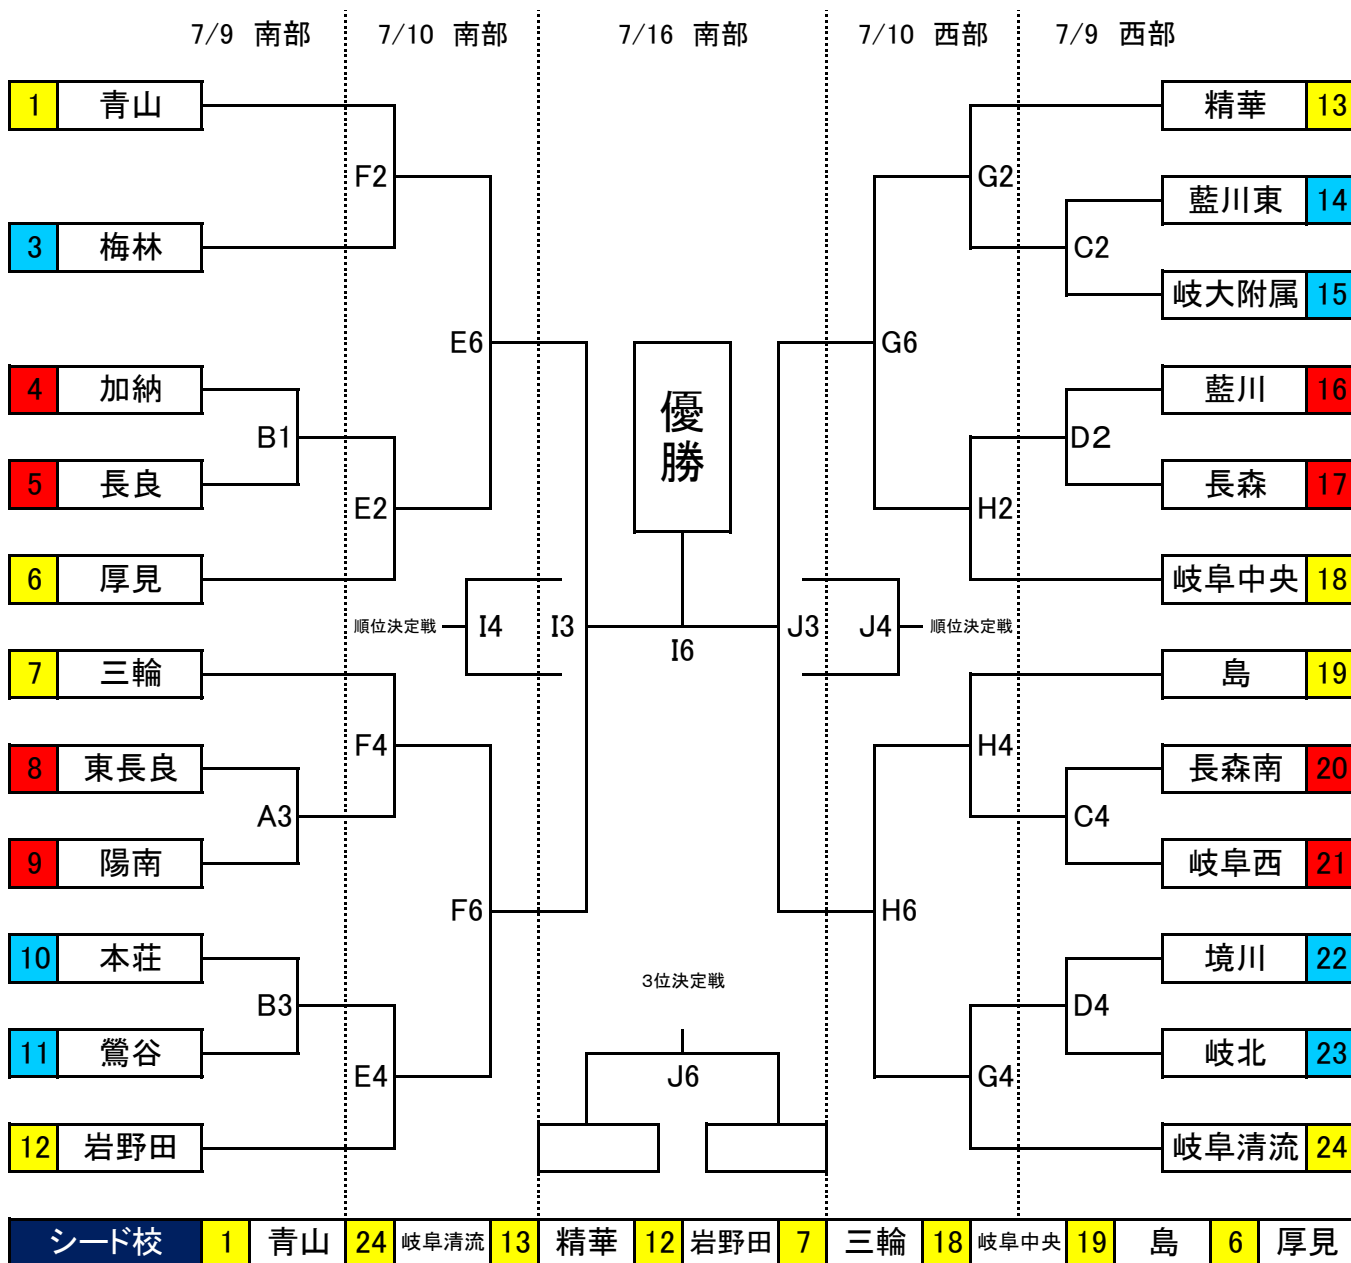 7/9 南部 7/10 南部 7/16 南部 7/10 西部 7/9 西部
1 青山
F2
3 梅林
E6
4 加納
B1
5 長良
E2
6 厚見
順位決定戦 I4 I3
7 三輪
F4
8 東長良
A3
9 陽南
F6
10 本荘
B3
11 鶯谷
E4
12 岩野田
優勝
I6
3位決定戦
J6
精華 13
G2
藍川東 14
C2
岐大附属 15
G6
藍川 16
D2
長森 17
H2
岐阜中央 18
J3 J4 順位決定戦
島 19
H4
長森南 20
C4
岐阜西 21
H6
境川 22
D4
岐北 23
G4
岐阜清流 24
シード校 1 青山 24 岐阜清流 13 精華 12 岩野田 7 三輪 18 岐阜中央 19 島 6 厚見